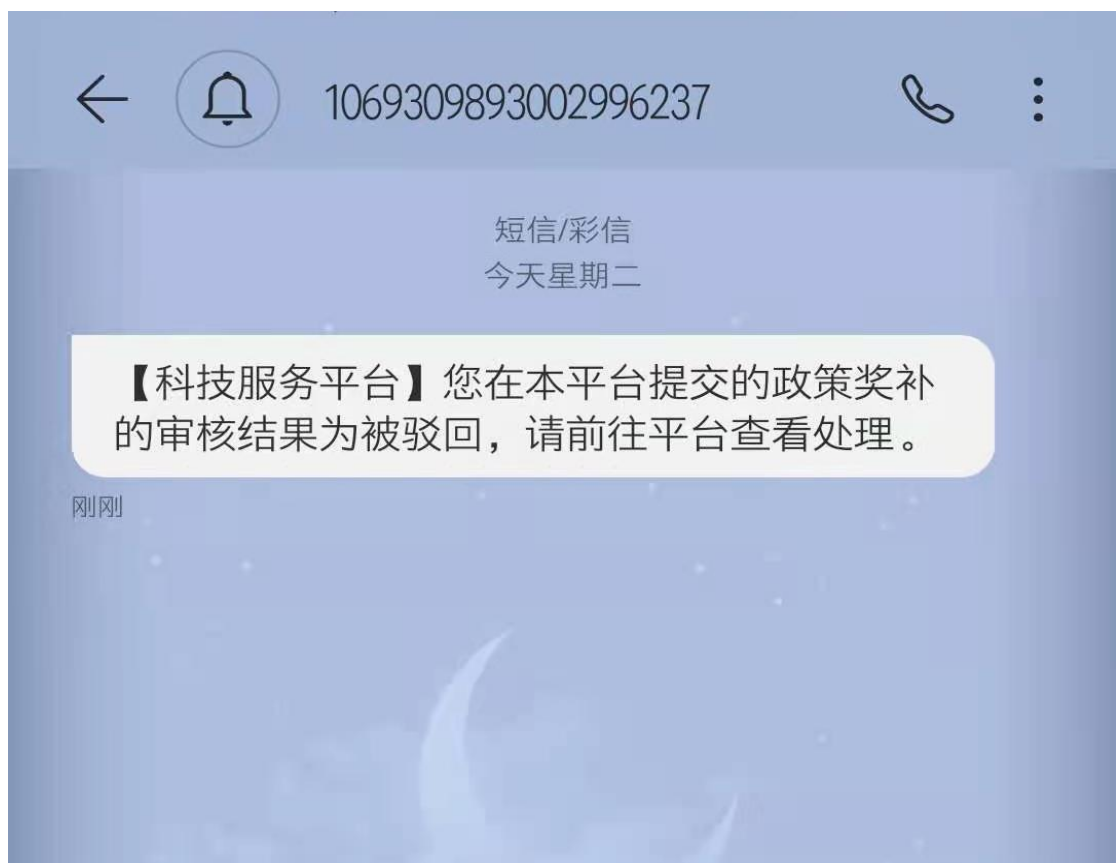 1069309893002996237
短信/彩信
今天星期二
【科技服务平台】您在本平台提交的政策奖补
的审核结果为被驳回，请前往平台查看处理。
刚刚